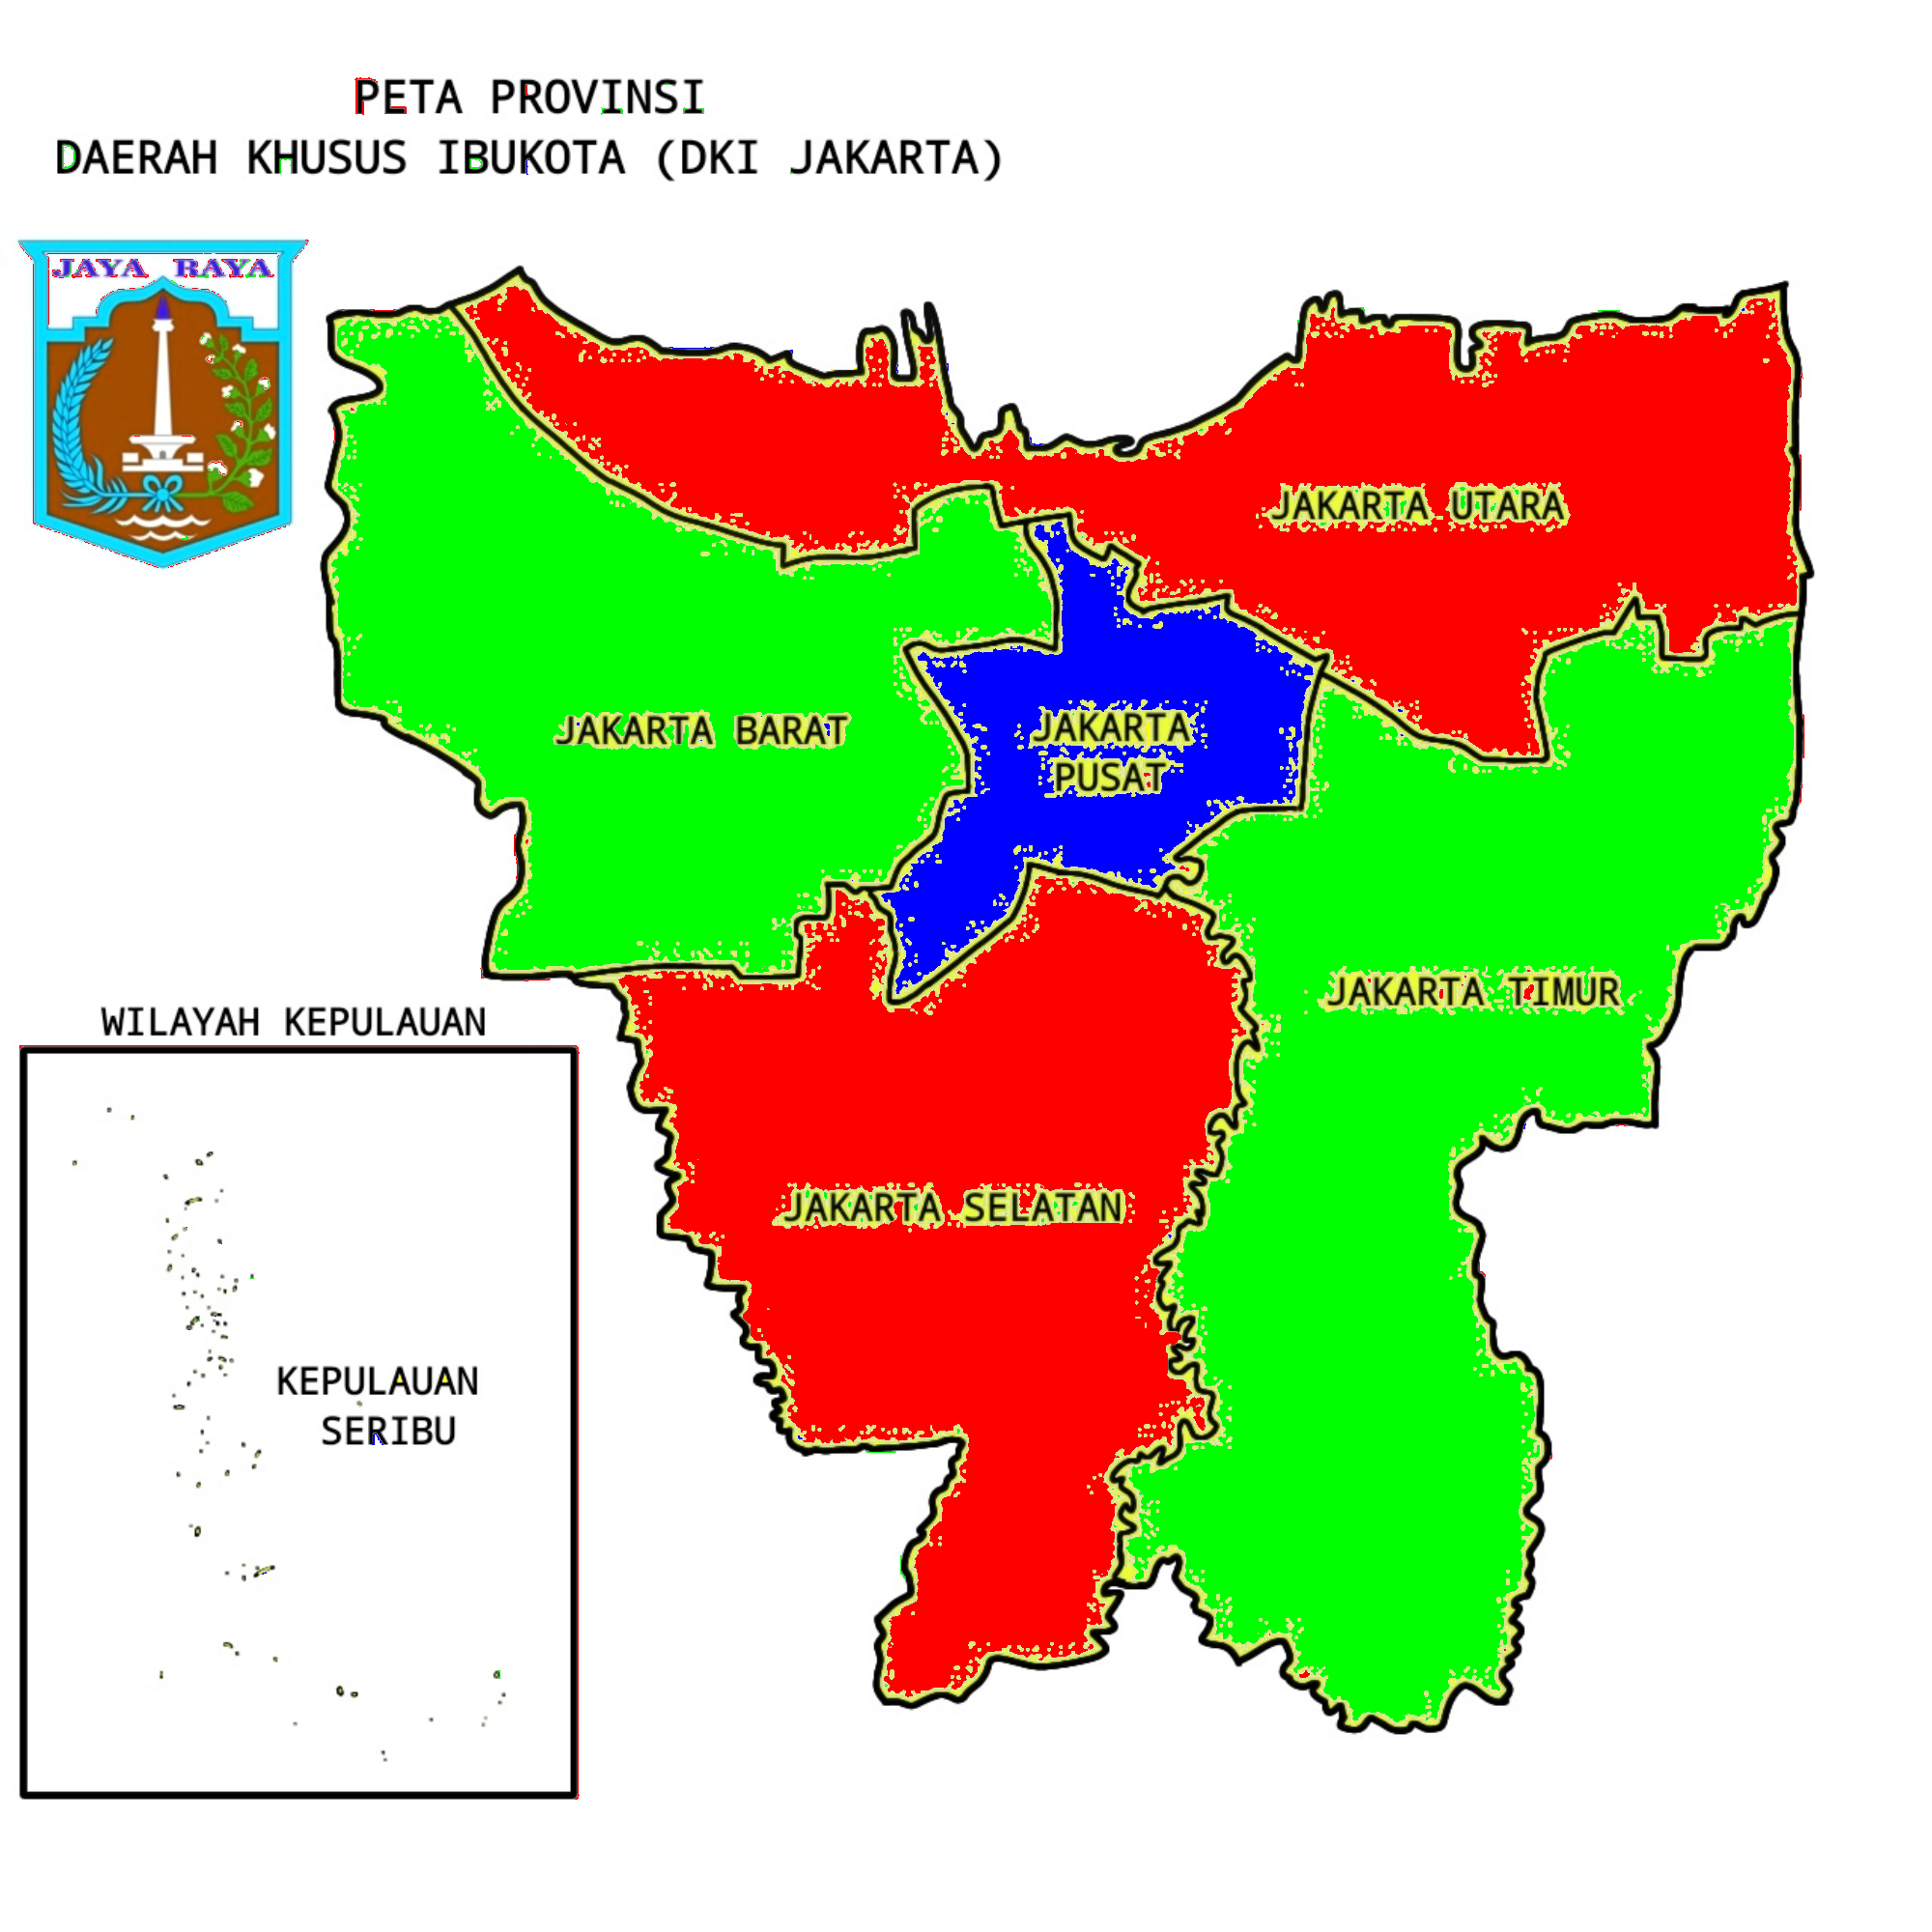 PETA PROVINSI
DAERAH KHUSUS IBUKOTA (DKI JAKARTA)
JAYA RAYA
JAKARTA UTARA
JAKARTA BARAT
JAKARTA
PUSAT
JAKARTA TIMUR
WILAYAH KEPULAUAN
JAKARTA SELATAN
KEPULAUAN
SERIBU